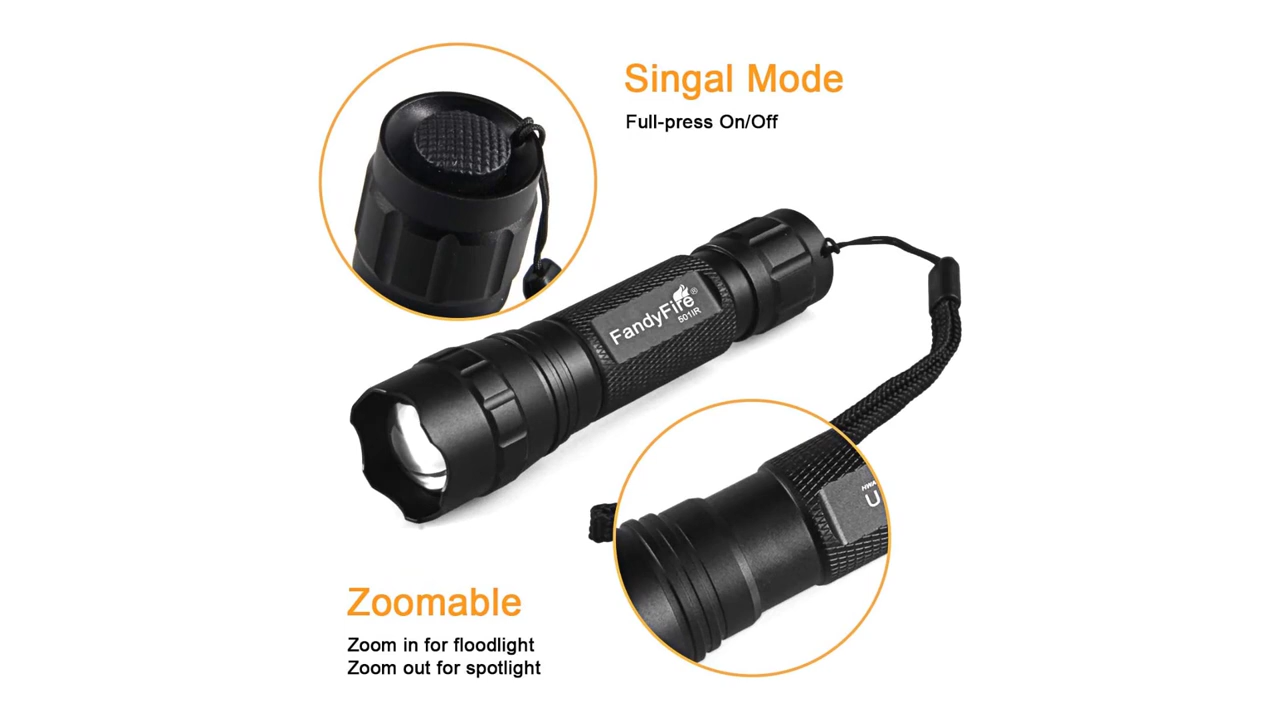 Singal Mode
Full-press On/Off
FandyFire®
501IR
Zoomable
Zoom in for floodlight
Zoom out for spotlight